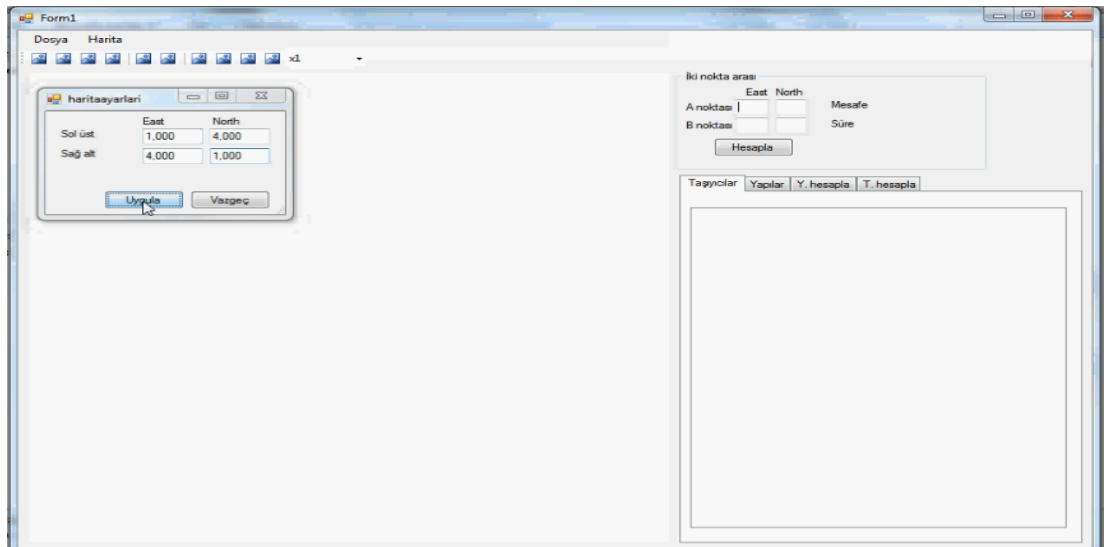 Form1
Dosya Harita
x1
haritaayarlari
East North
Sol üst 1,000 4,000
Sağ alt 4,000 1,000
Uygula Vazgeç
İki nokta arası
East North
A noktası Mesafe
B noktası Süre
Hesapla
Taşıyıcılar Yapılar Y. hesapla T. hesapla